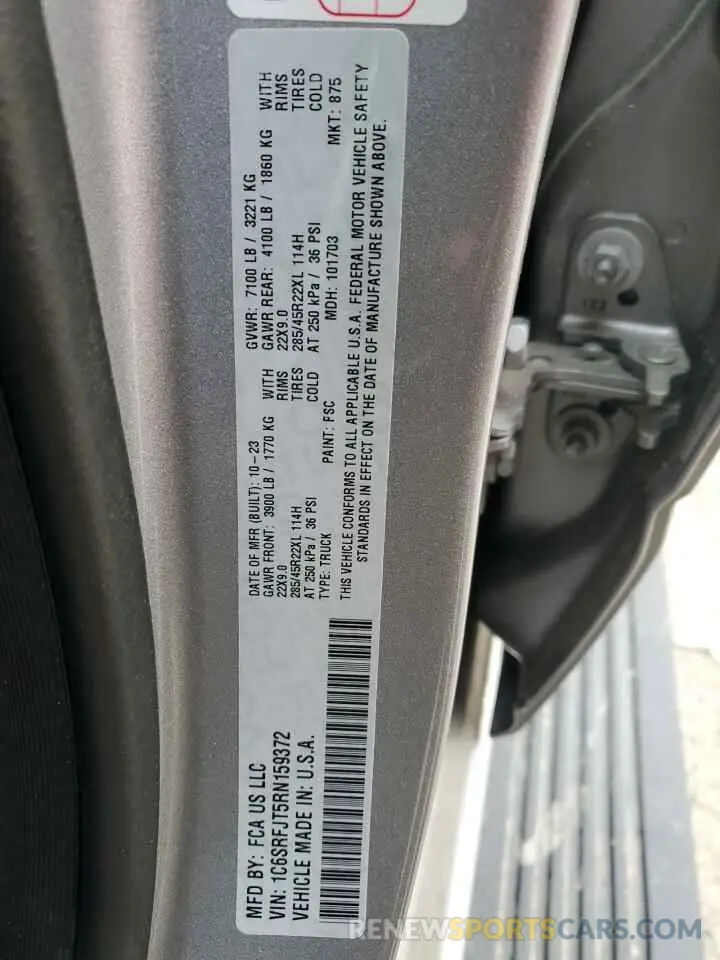 MFD BY: FCA US LLC
VIN: 1C6SRFJT5RN159372
VEHICLE MADE IN: U.S.A.
DATE OF MFR (BUILT): 10-23 GVWR: 7100 LB / 3221 KG
GAWR FRONT: 3900 LB / 1770 KG WITH GAWR REAR: 4100 LB / 1860 KG WITH
22X9.0 RIMS 22X9.0 RIMS
285/45R22XL 114H TIRES 285/45R22XL 114H TIRES
AT 250 kPa / 36 PSI COLD AT 250 kPa / 36 PSI COLD
TYPE: TRUCK PAINT: PSC MDH: 101703 MKT: 875
THIS VEHICLE CONFORMS TO ALL APPLICABLE U.S.A. FEDERAL MOTOR VEHICLE SAFETY
STANDARDS IN EFFECT ON THE DATE OF MANUFACTURE SHOWN ABOVE.
RENEWSPORTSCARS.COM